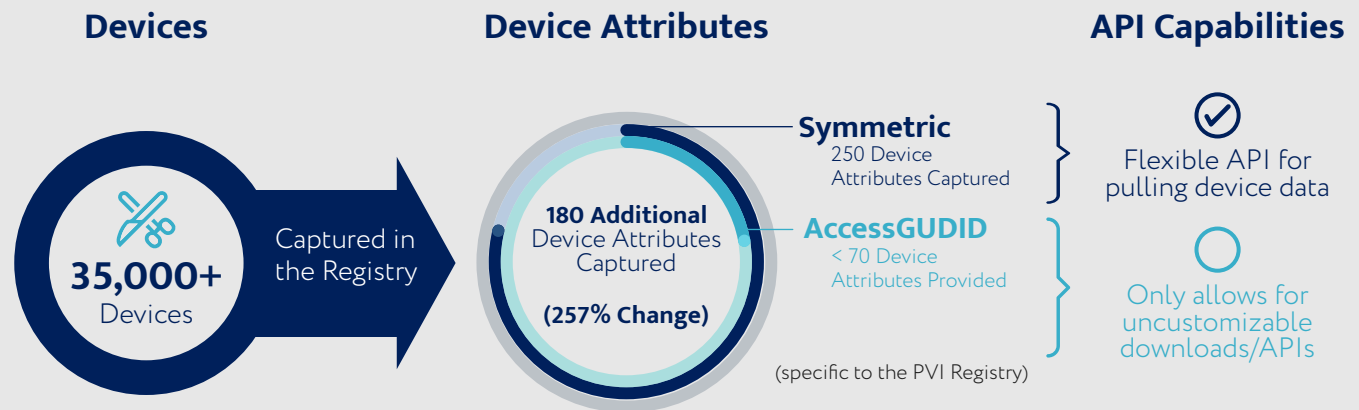 Devices
35,000+
Devices
Captured in
the Registry
Device Attributes
180 Additional
Device Attributes
Captured
(257% Change)
Symmetric
250 Device
Attributes Captured
AccessGUDID
< 70 Device
Attributes Provided
(specific to the PVI Registry)
API Capabilities
Flexible API for
pulling device data
Only allows for
uncustomizable
downloads/APIs